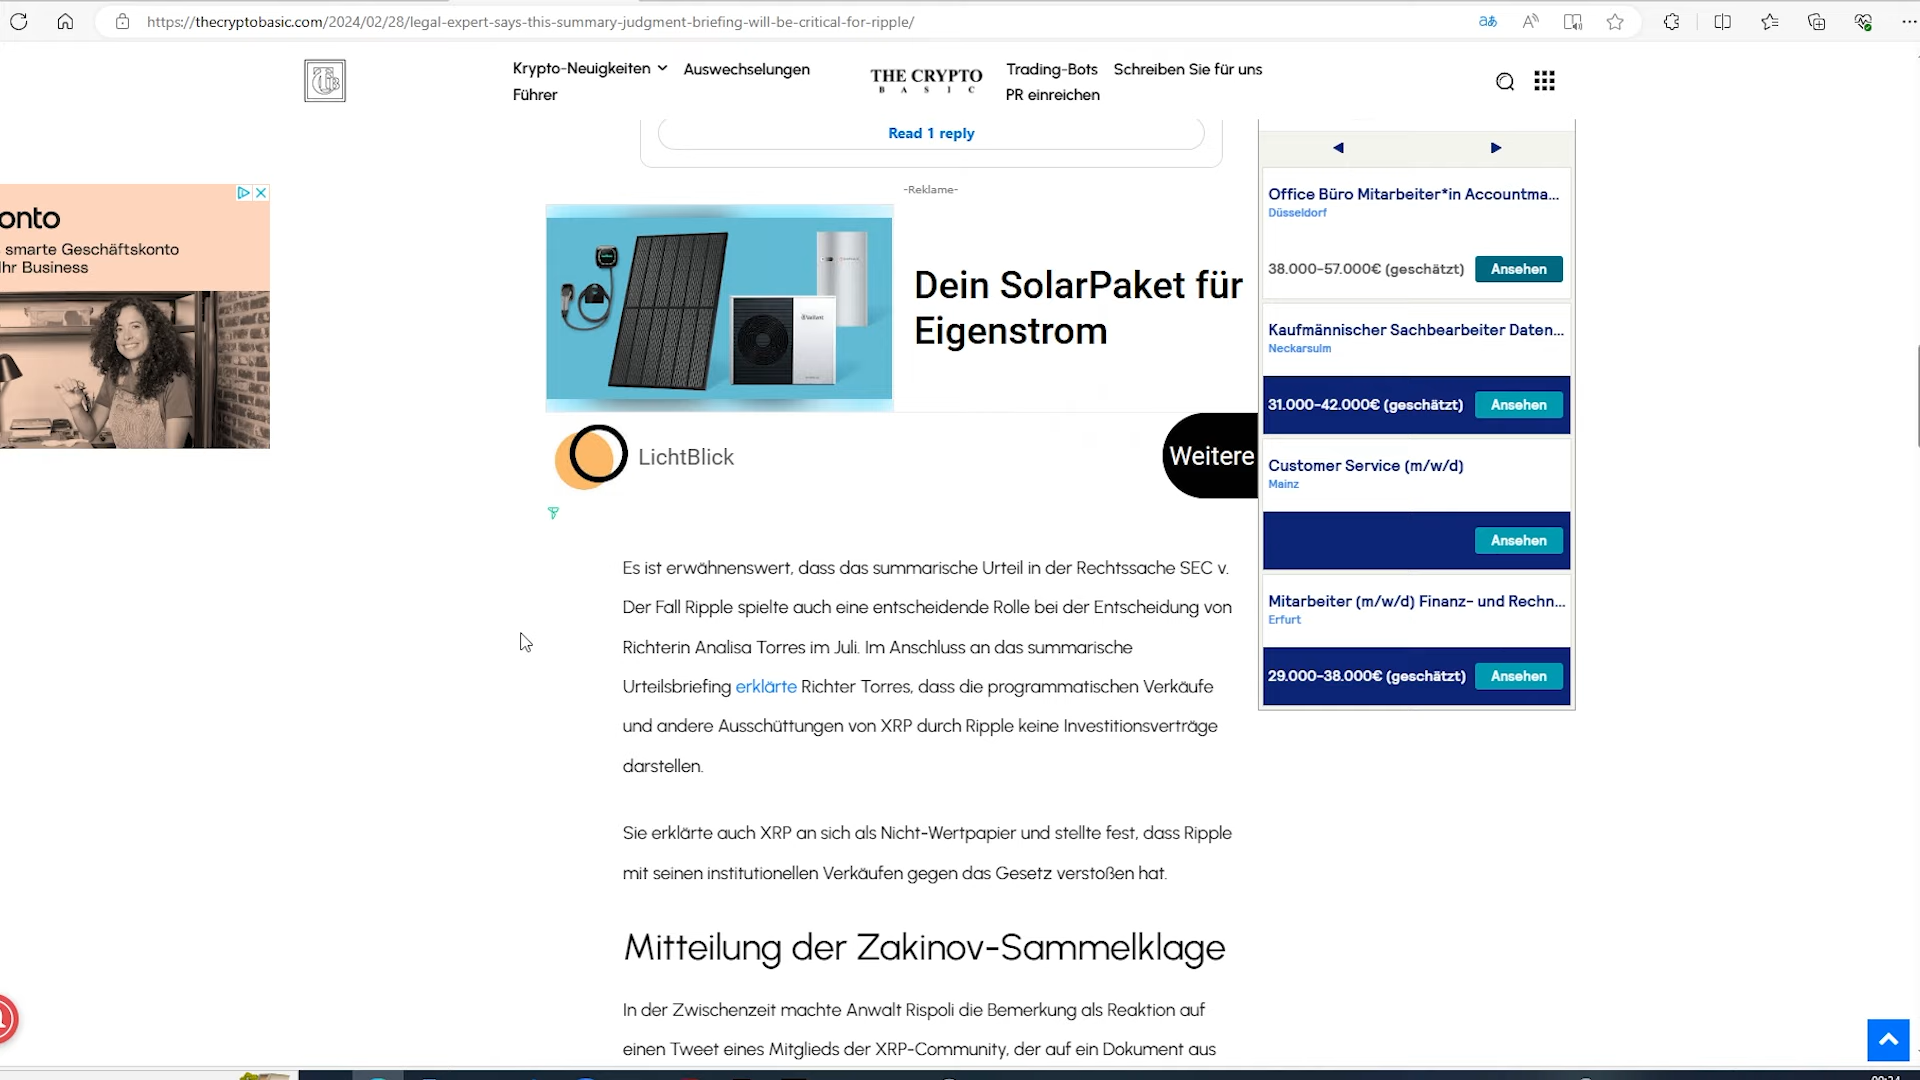 https://thecryptobasic.com/2024/02/28/legal-expert-says-this-summary-judgment-briefing-will-be-critical-for-ripple/
Krypto-Neuigkeiten
Auswechselungen
Führer
THE CRYPTO
BASIC
Trading-Bots
Schreiben Sie für uns
PR einreichen
Read 1 reply
-Reklame-
onto
smarte Geschäftskonto
Ihr Business
Dein SolarPaket für
Eigenstrom
LichtBlick
Weitere
Office Büro Mitarbeiter*in Accountma...
Düsseldorf
38.000-57.000€ (geschätzt)
Ansehen
Kaufmännischer Sachbearbeiter Daten...
Neckarsulm
31.000-42.000€ (geschätzt)
Ansehen
Customer Service (m/w/d)
Mainz
Ansehen
Mitarbeiter (m/w/d) Finanz- und Rechn...
Erfurt
29.000-38.000€ (geschätzt)
Ansehen
Es ist erwähnenswert, dass das summarische Urteil in der Rechtssache SEC v.
Der Fall Ripple spielte auch eine entscheidende Rolle bei der Entscheidung von
Richterin Analisa Torres im Juli. Im Anschluss an das summarische
Urteilsbriefing erklärte Richter Torres, dass die programmatischen Verkäufe
und andere Ausschüttungen von XRP durch Ripple keine Investitionsverträge
darstellen.
Sie erklärte auch XRP an sich als Nicht-Wertpapier und stellte fest, dass Ripple
mit seinen institutionellen Verkäufen gegen das Gesetz verstoßen hat.
Mitteilung der Zakinov-Sammelklage
In der Zwischenzeit machte Anwalt Rispoli die Bemerkung als Reaktion auf
einen Tweet eines Mitglieds der XRP-Community, der auf ein Dokument aus